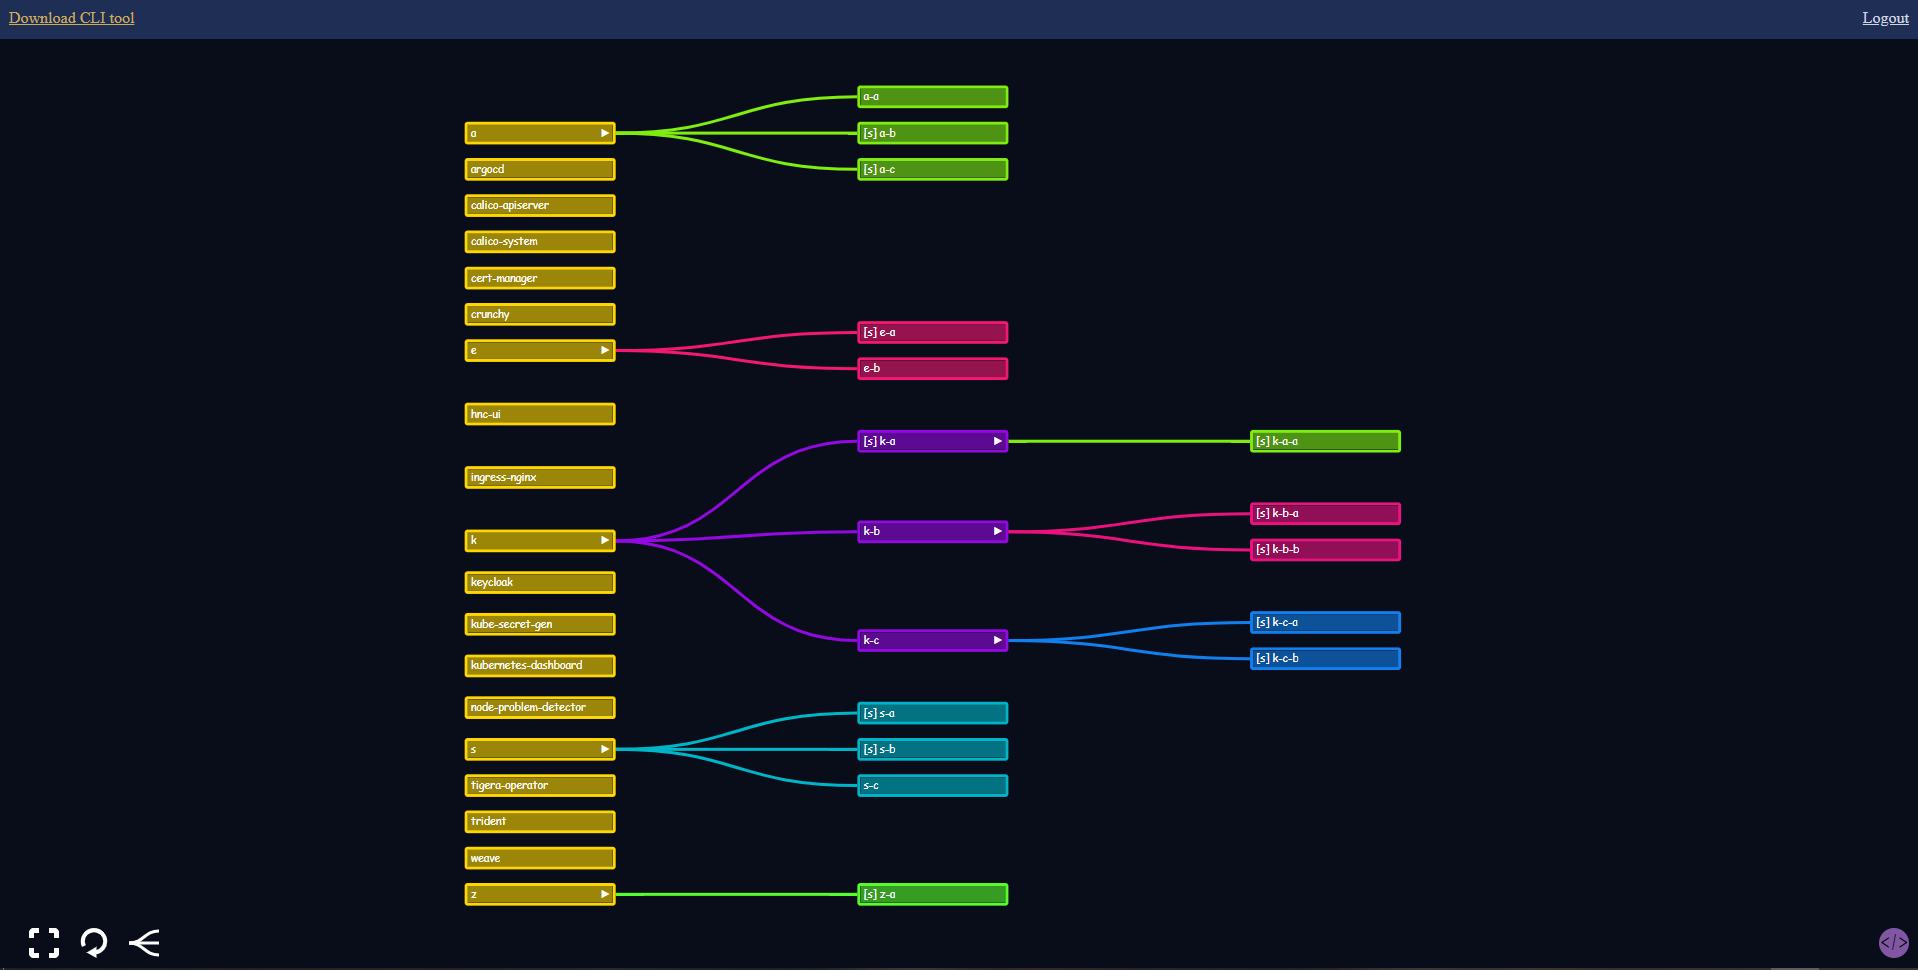 Download CLI tool
Logout
a
a-a
[s] a-b
[s] a-c
argocd
calico-apiserver
calico-system
cert-manager
crunchy
e
[s] e-a
e-b
hnc-ui
ingress-nginx
k
[s] k-a
[s] k-a-a
k-b
[s] k-b-a
[s] k-b-b
k-c
[s] k-c-a
[s] k-c-b
keycloak
kube-secret-gen
kubernetes-dashboard
node-problem-detector
s
[s] s-a
[s] s-b
s-c
tigera-operator
trident
weave
z
[s] z-a
</>